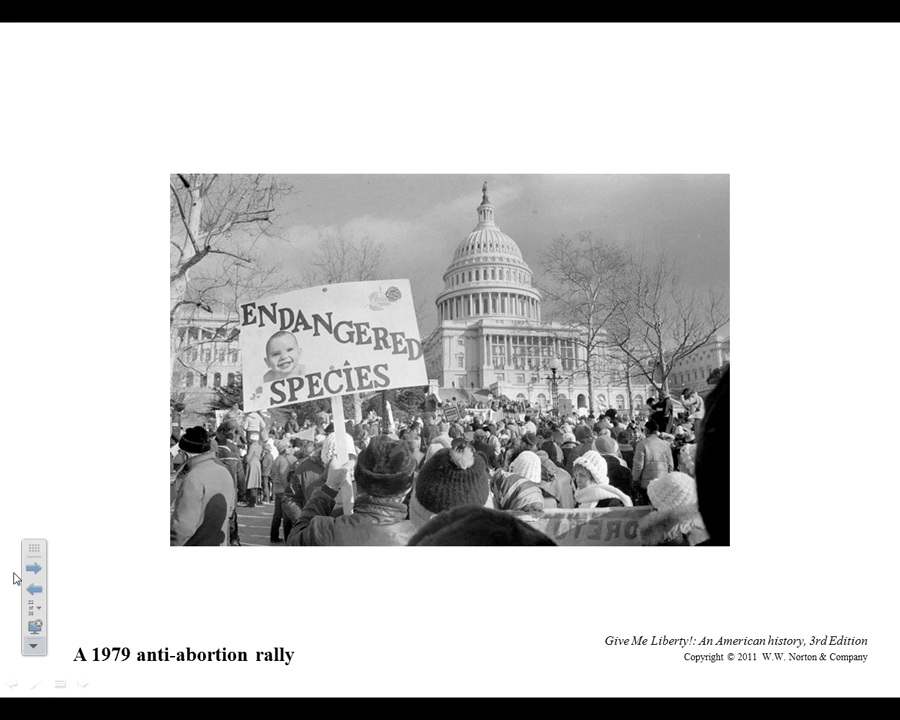 ENDANGERED
SPECIES
A 1979 anti-abortion rally
Give Me Liberty!: An American history, 3rd Edition
Copyright © 2011 W.W. Norton & Company